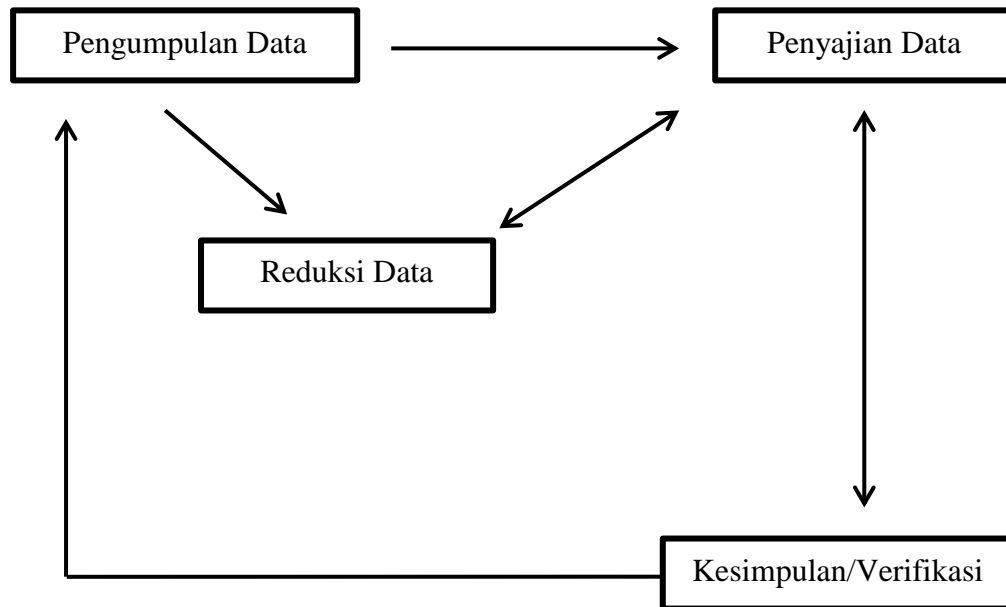 Pengumpulan Data
Penyajian Data
Reduksi Data
Kesimpulan/Verifikasi